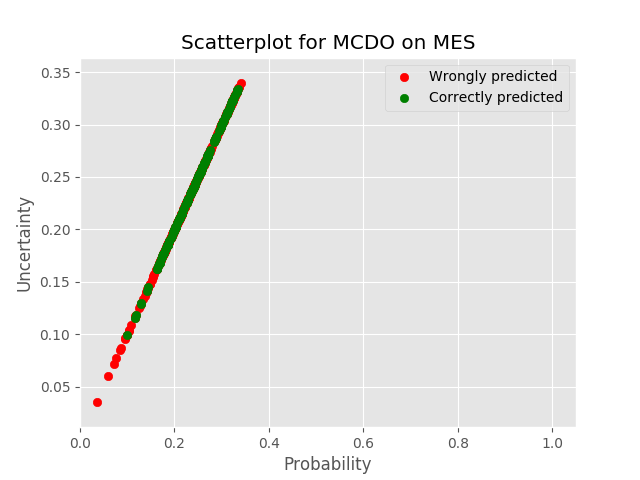 Scatterplot for MCDO on MES
Wrongly predicted
Correctly predicted
Uncertainty
0.35
0.30
0.25
0.20
0.15
0.10
0.05
0.0 0.2 0.4 0.6 0.8 1.0
Probability